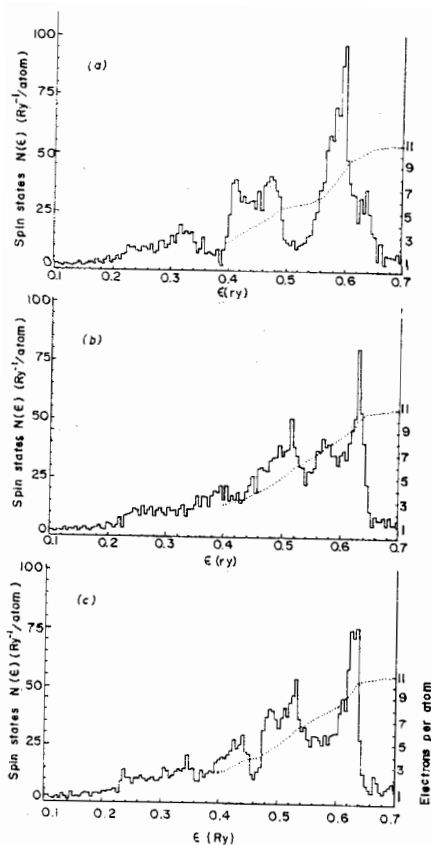 100
75
50
25
0
Spin states N(ϵ) (Ry⁻¹/atom)
(a)
11
9
7
5
3
1
0.1 0.2 0.3 0.4 0.5 0.6 0.7
ϵ(ry)
100
75
50
25
0
Spin states N(ϵ) (Ry⁻¹/atom)
(b)
11
9
7
5
3
1
0.1 0.2 0.3 0.4 0.5 0.6 0.7
ϵ (ry)
100
75
50
25
0
Spin states N(ϵ) (Ry⁻¹/atom)
(c)
11
9
7
5
3
1
Electrons per atom
0.1 0.2 0.3 0.4 0.5 0.6 0.7
ϵ (Ry)